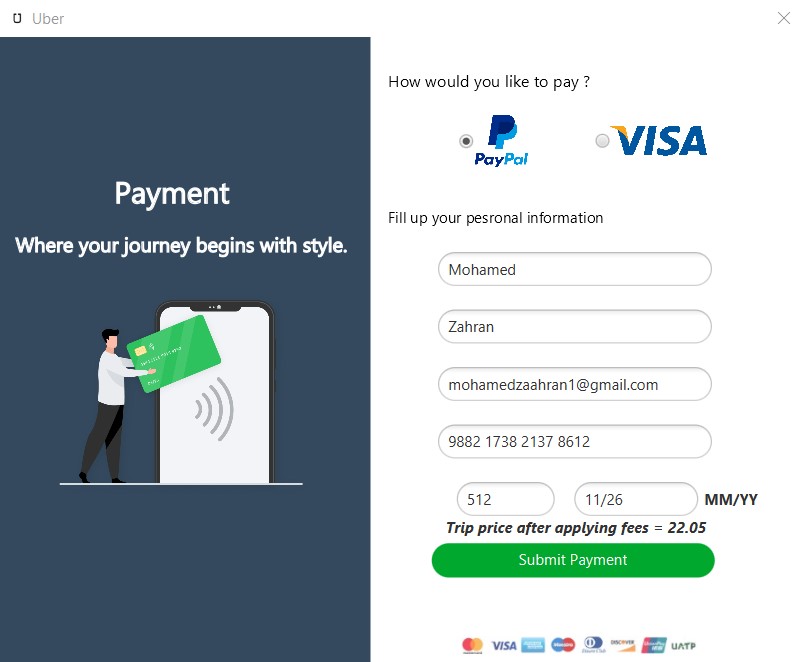 Uber
Payment
Where your journey begins with style.
How would you like to pay ?
PayPal
VISA
Fill up your pesronal information
Mohamed
Zahran
mohamedzaahran1@gmail.com
9882 1738 2137 8612
512
11/26 MM/YY
Trip price after applying fees = 22.05
Submit Payment
VISA
DISCOVER
UATP